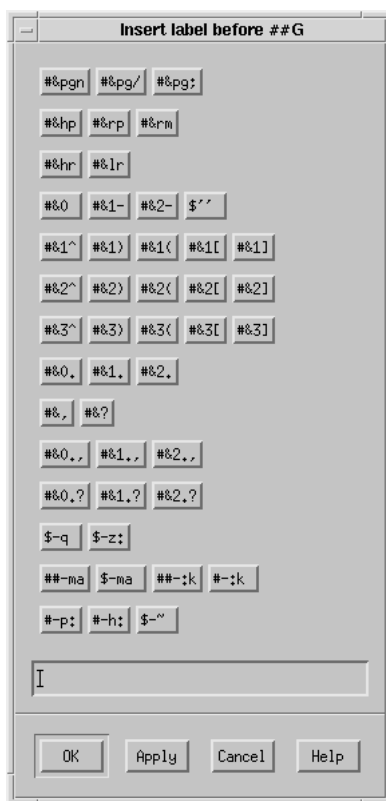 Insert label before ##G
#&pgn #&pg/ #&pg;
#&hp #&rp #&rm
#&hr #&lr
#&0 #&1- #&2- $''
#&1^ #&1) #&1( #&1[ #&1]
#&2^ #&2) #&2( #&2[ #&2]
#&3^ #&3) #&3( #&3[ #&3]
#&0. #&1. #&2.
#&, #&?
#&0., #&1., #&2.,
#&0.? #&1.? #&2.?
$-q $-z:
##-ma $-ma ##-:k #-:k
#-p: #-h: $-~
OK Apply Cancel Help